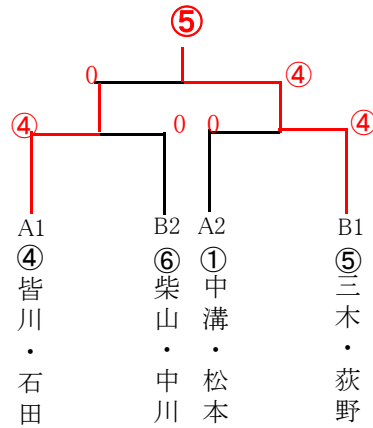 ⑤
0 ④
④ 0 0 ④
A1 B2 A2 B1
④ ⑥ ① ⑤
皆川・石田
柴山・中川
中溝・松本
三木・荻野